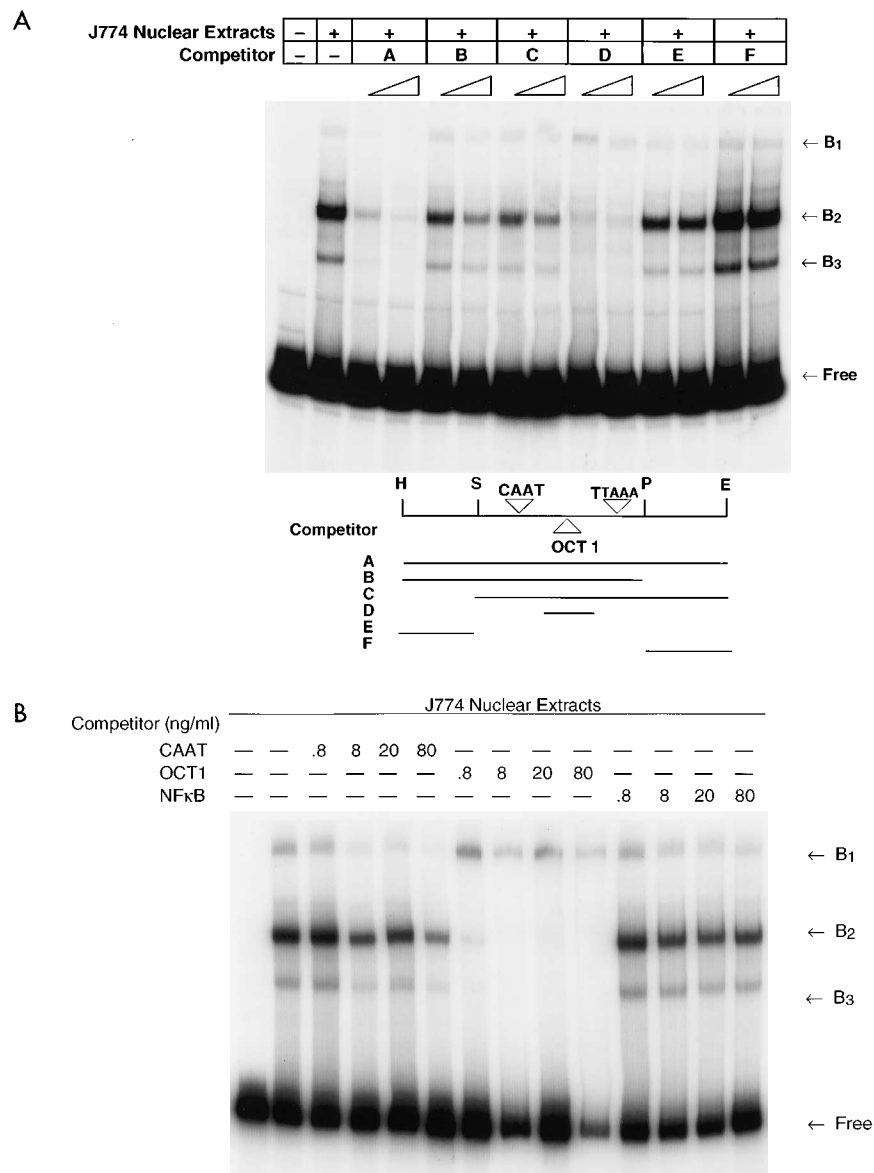 A
J774 Nuclear Extracts – + + + + + + +
Competitor – – A B C D E F
← B1
← B2
← B3
← Free
H S CAAT TTAAA P E
Competitor
OCT 1
A
B
C
D
E
F
B
J774 Nuclear Extracts
Competitor (ng/ml)
CAAT — — .8 8 20 80 — — — — — — — —
OCT1 — — — — — — .8 8 20 80 — — — —
NFκB — — — — — — — — — — .8 8 20 80
← B1
← B2
← B3
← Free